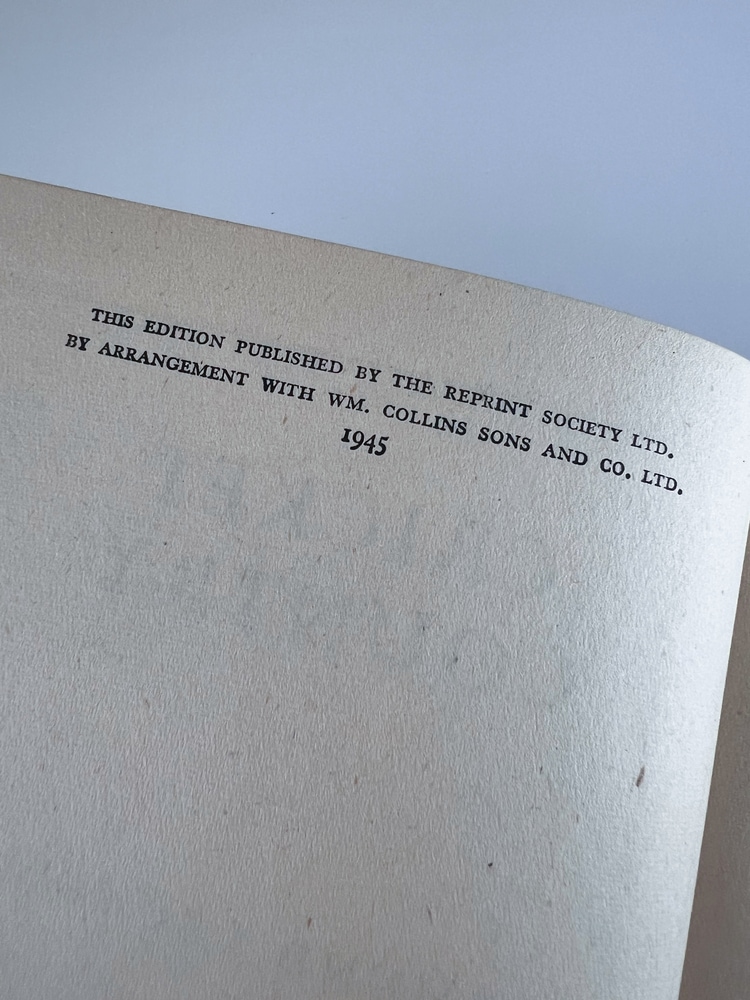 THIS EDITION PUBLISHED BY THE REPRINT SOCIETY LTD.
BY ARRANGEMENT WITH WM. COLLINS SONS AND CO. LTD.
1945